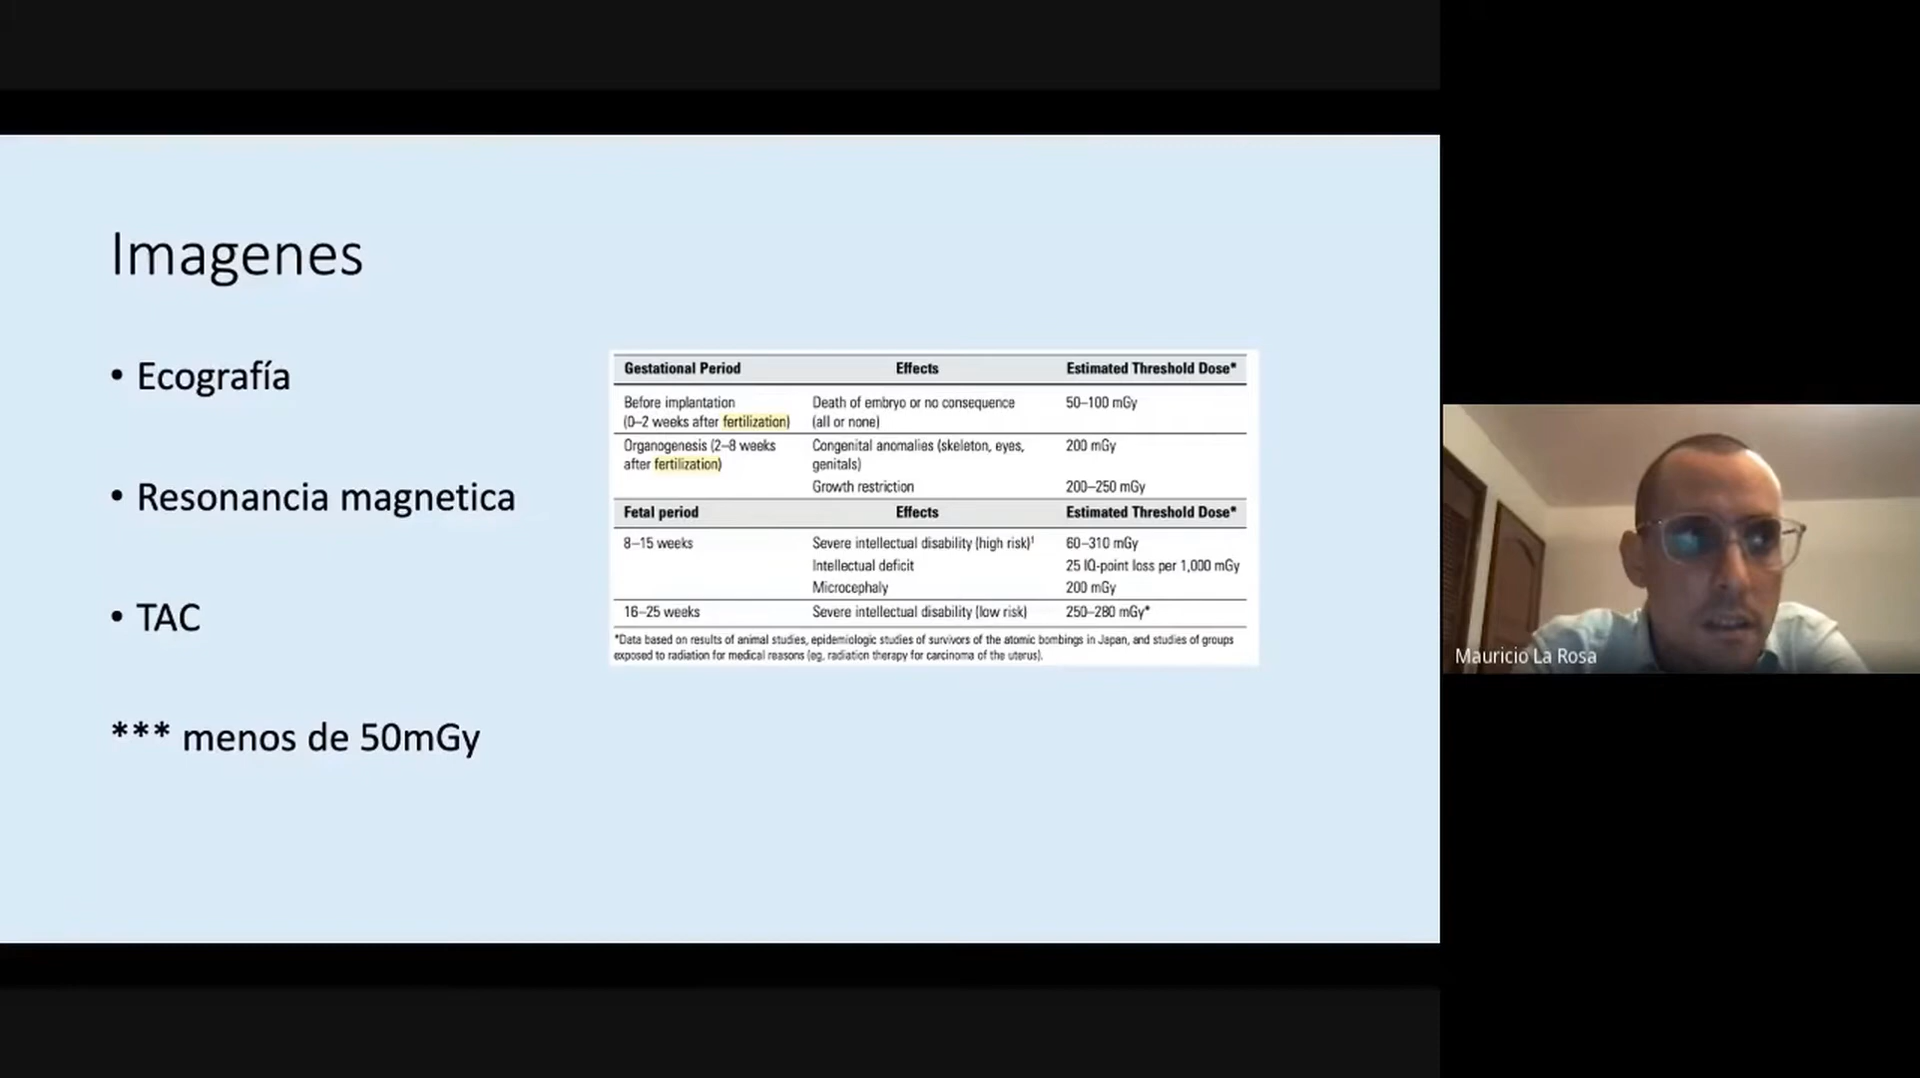 Imagenes
• Ecografía
• Resonancia magnetica
• TAC
*** menos de 50mGy
Gestational Period Effects Estimated Threshold Dose*
Before implantation Death of embryo or no consequence 50–100 mGy
(0–2 weeks after fertilization) (all or none)
Organogenesis (2–8 weeks Congenital anomalies (skeleton, eyes, 200 mGy
after fertilization) genitals)
Growth restriction 200–250 mGy
Fetal period Effects Estimated Threshold Dose*
8–15 weeks Severe intellectual disability (high risk)† 60–310 mGy
Intellectual deficit 25 IQ-point loss per 1,000 mGy
Microcephaly 200 mGy
16–25 weeks Severe intellectual disability (low risk) 250–280 mGy*
*Data based on results of animal studies, epidemiologic studies of survivors of the atomic bombings in Japan, and studies of groups
exposed to radiation for medical reasons (eg, radiation therapy for carcinoma of the uterus).
Mauricio La Rosa